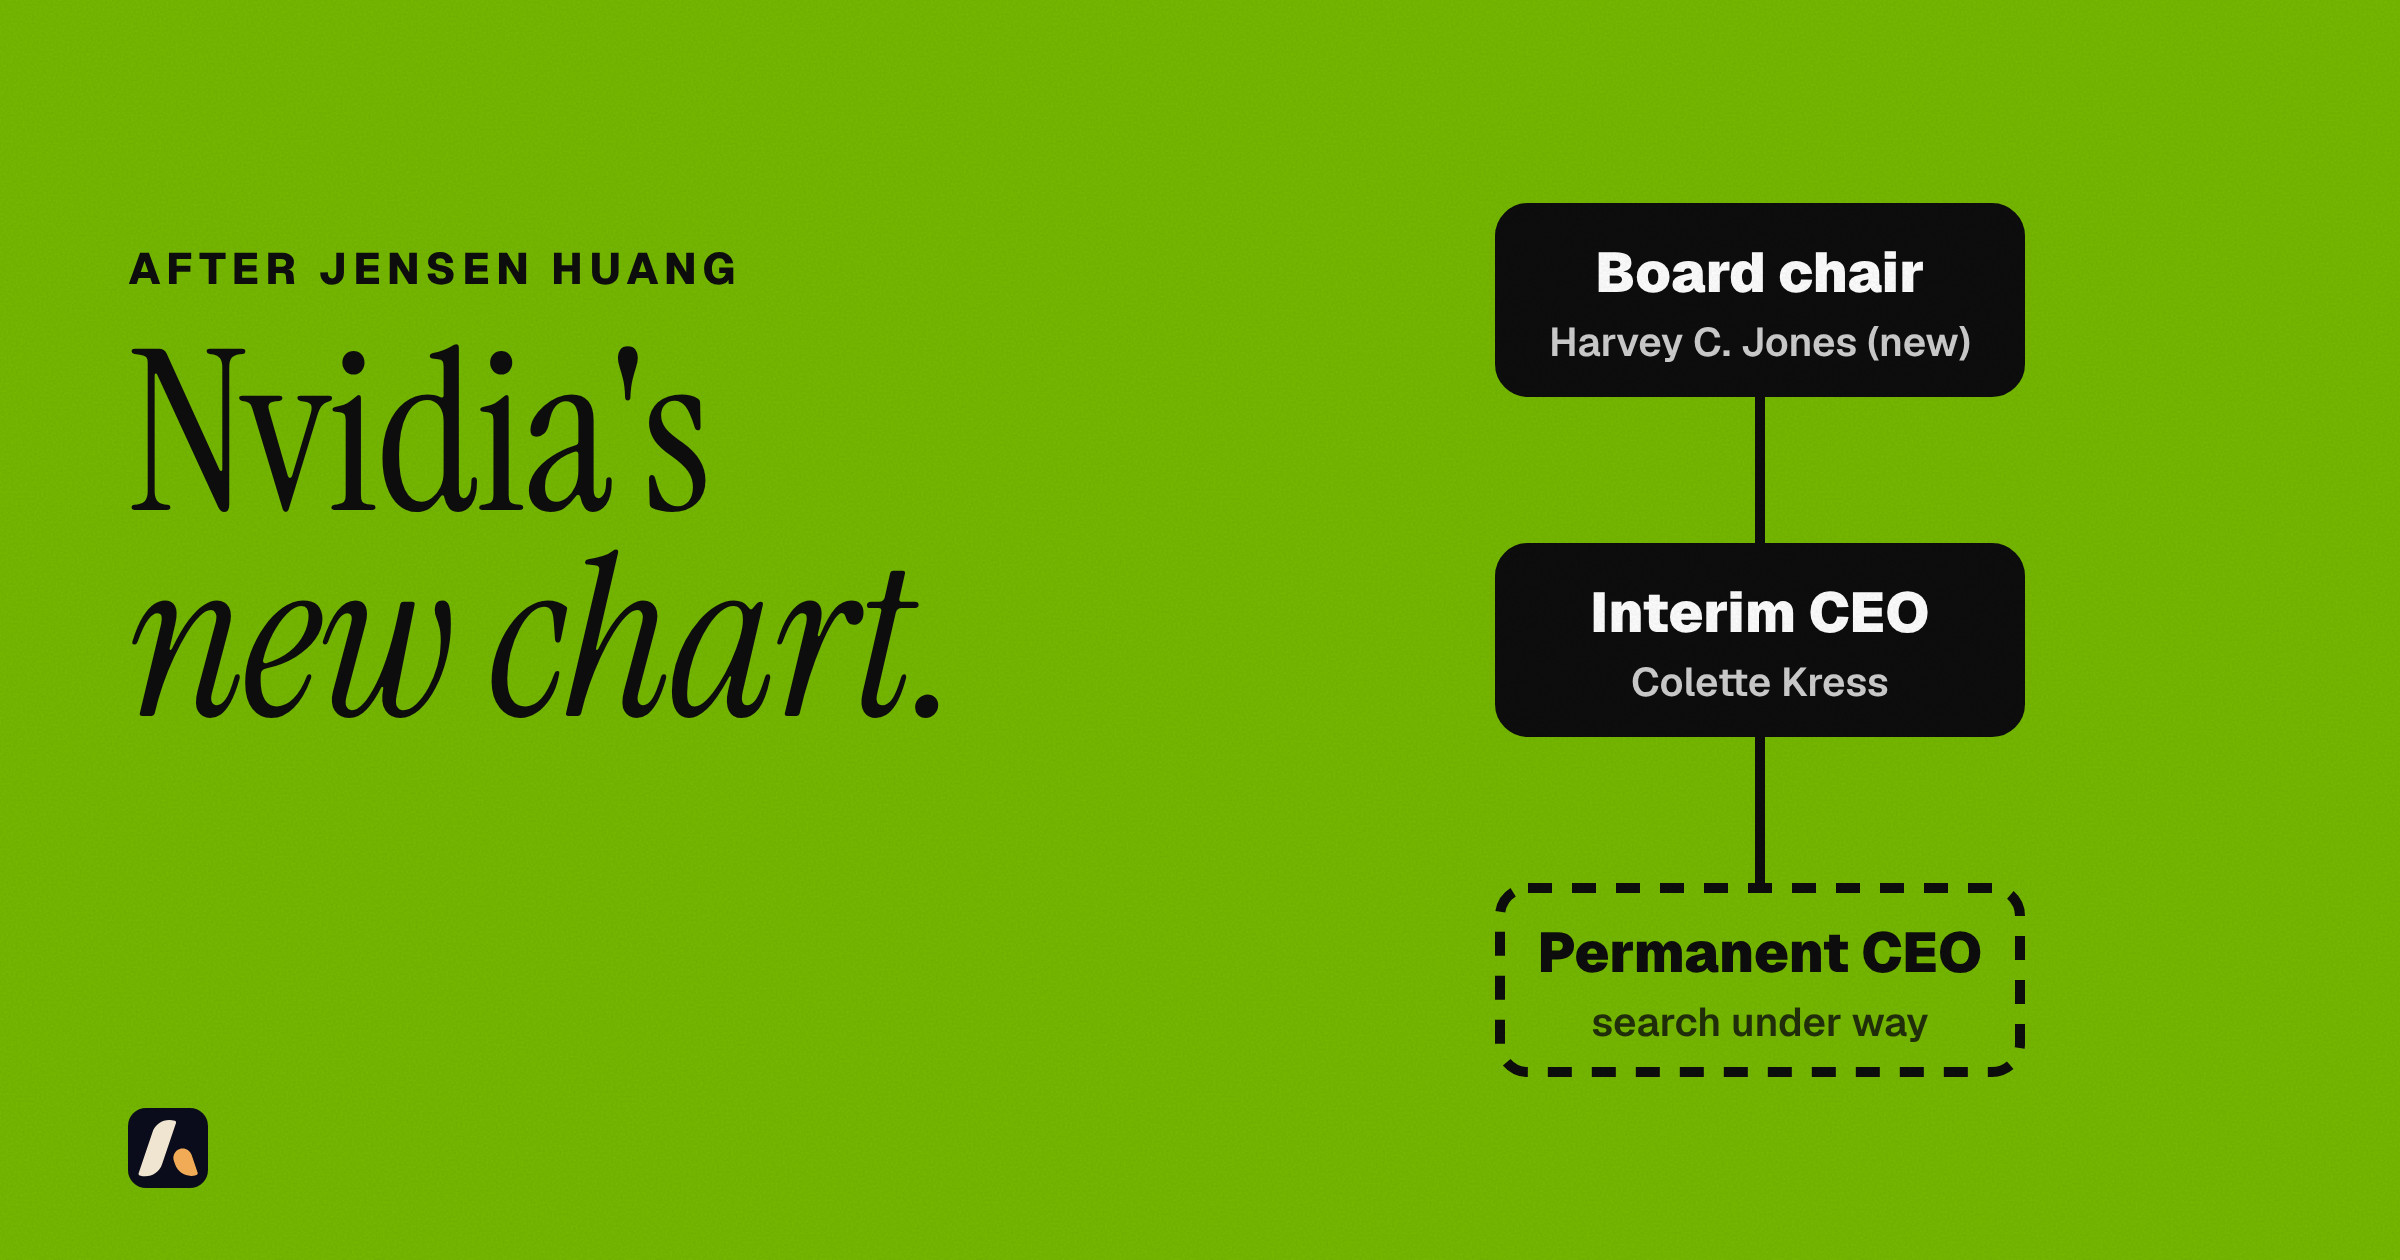 AFTER JENSEN HUANG
Nvidia's
new chart.
Board chair
Harvey C. Jones (new)
Interim CEO
Colette Kress
Permanent CEO
search under way